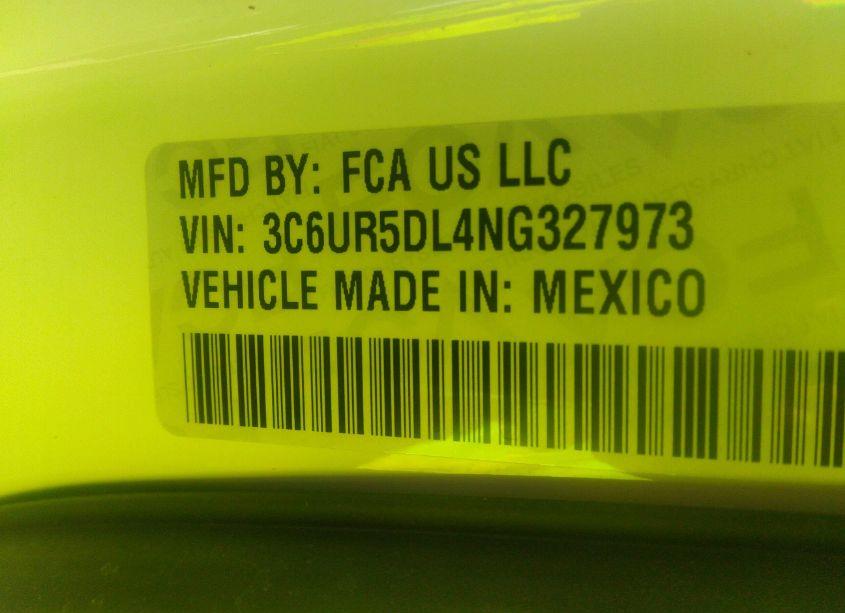 MFD BY: FCA US LLC
VIN: 3C6UR5DL4NG327973
VEHICLE MADE IN: MEXICO